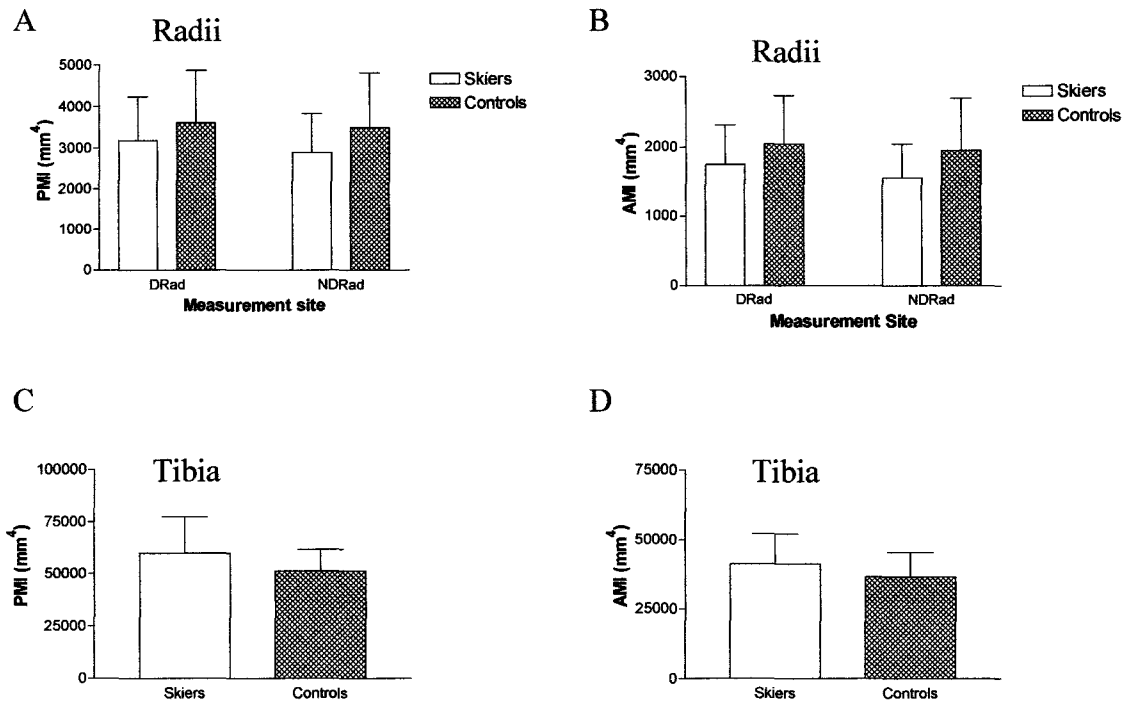 A
Radii
PMI (mm⁴)
5000
4000
3000
2000
1000
0
DRad
NDRad
Measurement site
Skiers
Controls
B
Radii
AMI (mm⁴)
3000
2000
1000
0
DRad
NDRad
Measurement Site
Skiers
Controls
C
Tibia
PMI (mm⁴)
100000
75000
50000
25000
0
Skiers
Controls
D
Tibia
AMI (mm⁴)
75000
50000
25000
0
Skiers
Controls